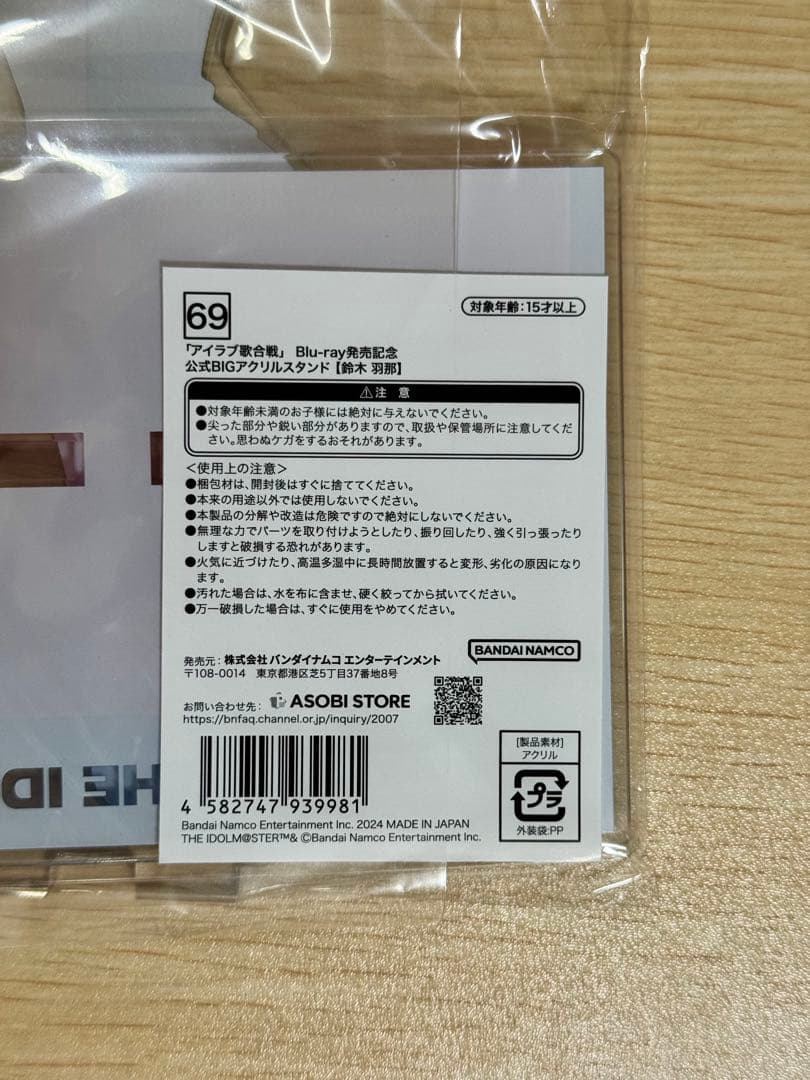 69
対象年齢:15才以上
「アイラブ歌合戦」 Blu-ray発売記念
公式BIGアクリルスタンド【鈴木 羽那】
⚠注 意
●対象年齢未満のお子様には絶対に与えないでください。
●尖った部分や鋭い部分がありますので、取扱や保管場所に注意してくだ
さい。思わぬケガをするおそれがあります。
＜使用上の注意＞
●梱包材は、開封後はすぐに捨ててください。
●本来の用途以外では使用しないでください。
●本製品の分解や改造は危険ですので絶対にしないでください。
●無理な力でパーツを取り付けようとしたり、振り回したり、強く引っ張ったり
しますと破損する恐れがあります。
●火気に近づけたり、高温多湿中に長時間放置すると変形、劣化の原因になり
ます。
●汚れた場合は、水を布に含ませ、硬く絞ってから拭いてください。
●万一破損した場合は、すぐに使用をやめてください。
BANDAI NAMCO
発売元：株式会社 バンダイナムコ エンターテインメント
〒108-0014 東京都港区芝5丁目37番地8号
お問い合わせ先： ASOBI STORE
https://bnfaq.channel.or.jp/inquiry/2007
[製品素材]
アクリル
プラ
外装袋:PP
4 582747 939981
Bandai Namco Entertainment Inc. 2024 MADE IN JAPAN
THE IDOLM@STER™& ©Bandai Namco Entertainment Inc.
HE ID